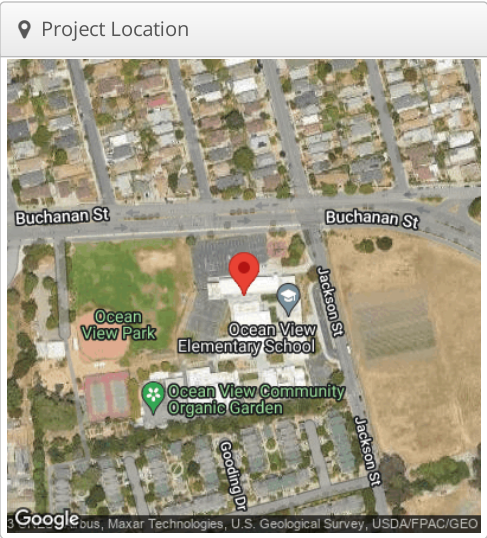 Project Location
Buchanan St
Buchanan St
Jackson St
Ocean
View Park
Ocean View
Elementary School
Ocean View Community
Organic Garden
Gooding Dr
Jackson St
Google
Airbus, Maxar Technologies, U.S. Geological Survey, USDA/FPAC/GEO